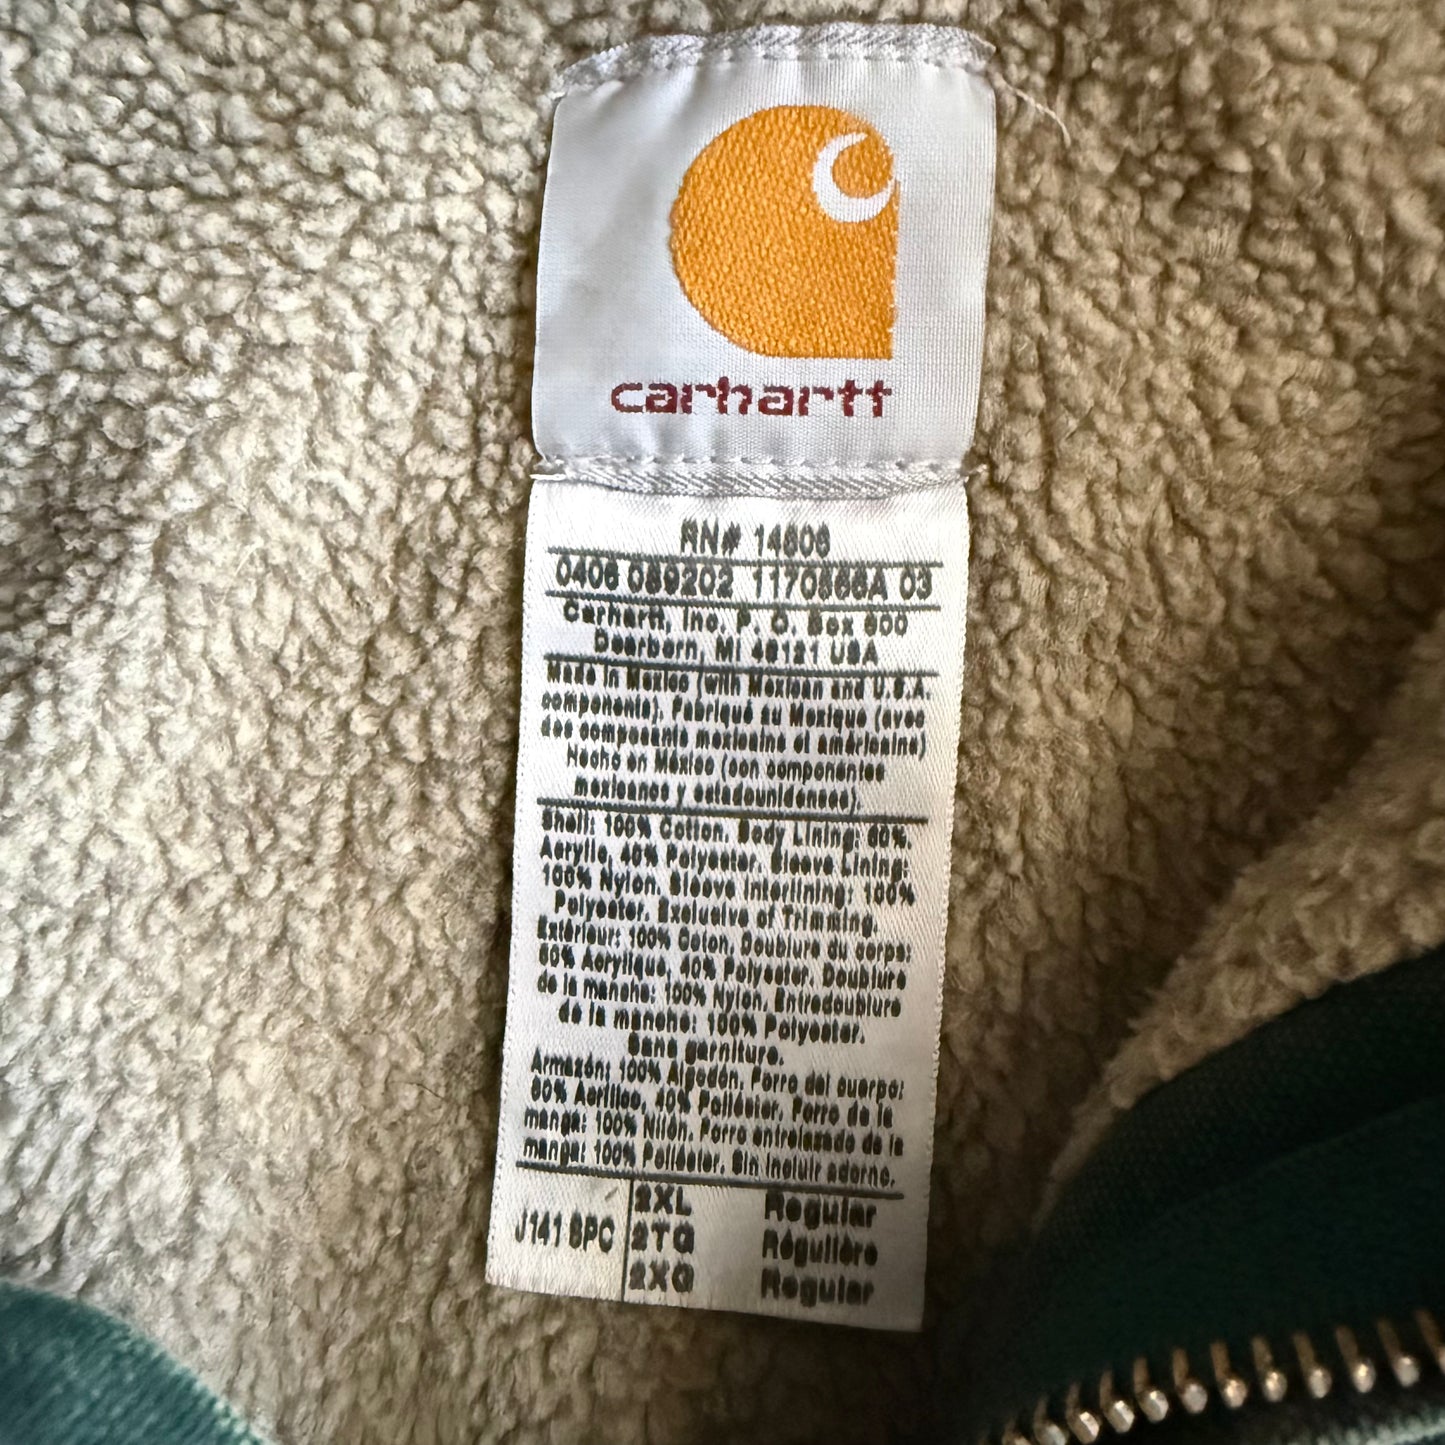 carhartt
RN# 14806
0406 089202 1170566A 03
Carhartt, Inc. P. O. Box 600
Dearborn, MI 48121 USA
Made in Mexico (with Mexican and U.S.A.
components). Fabriqué au Mexique (avec
des composants mexicains et américains)
Hecho en México (con componentes
mexicanos y estadounidenses).
Shell: 100% Cotton. Body Lining: 60%
Acrylic, 40% Polyester. Sleeve Lining:
100% Nylon. Sleeve Interlining: 100%
Polyester. Exclusive of Trimming.
Extérieur: 100% Coton. Doublure du corps:
60% Acrylique, 40% Polyester. Doublure
de la manche: 100% Nylon. Entredoublure
de la manche: 100% Polyester.
Sans garniture.
Armazón: 100% Algodón. Forro del cuerpo:
60% Acrílico, 40% Poliéster. Forro de la
manga: 100% Nilón. Forro entrelazado de la
manga: 100% Poliéster. Sin incluir adorno.
J141 SPC 2XL Regular
2TG Régulière
2XG Regular